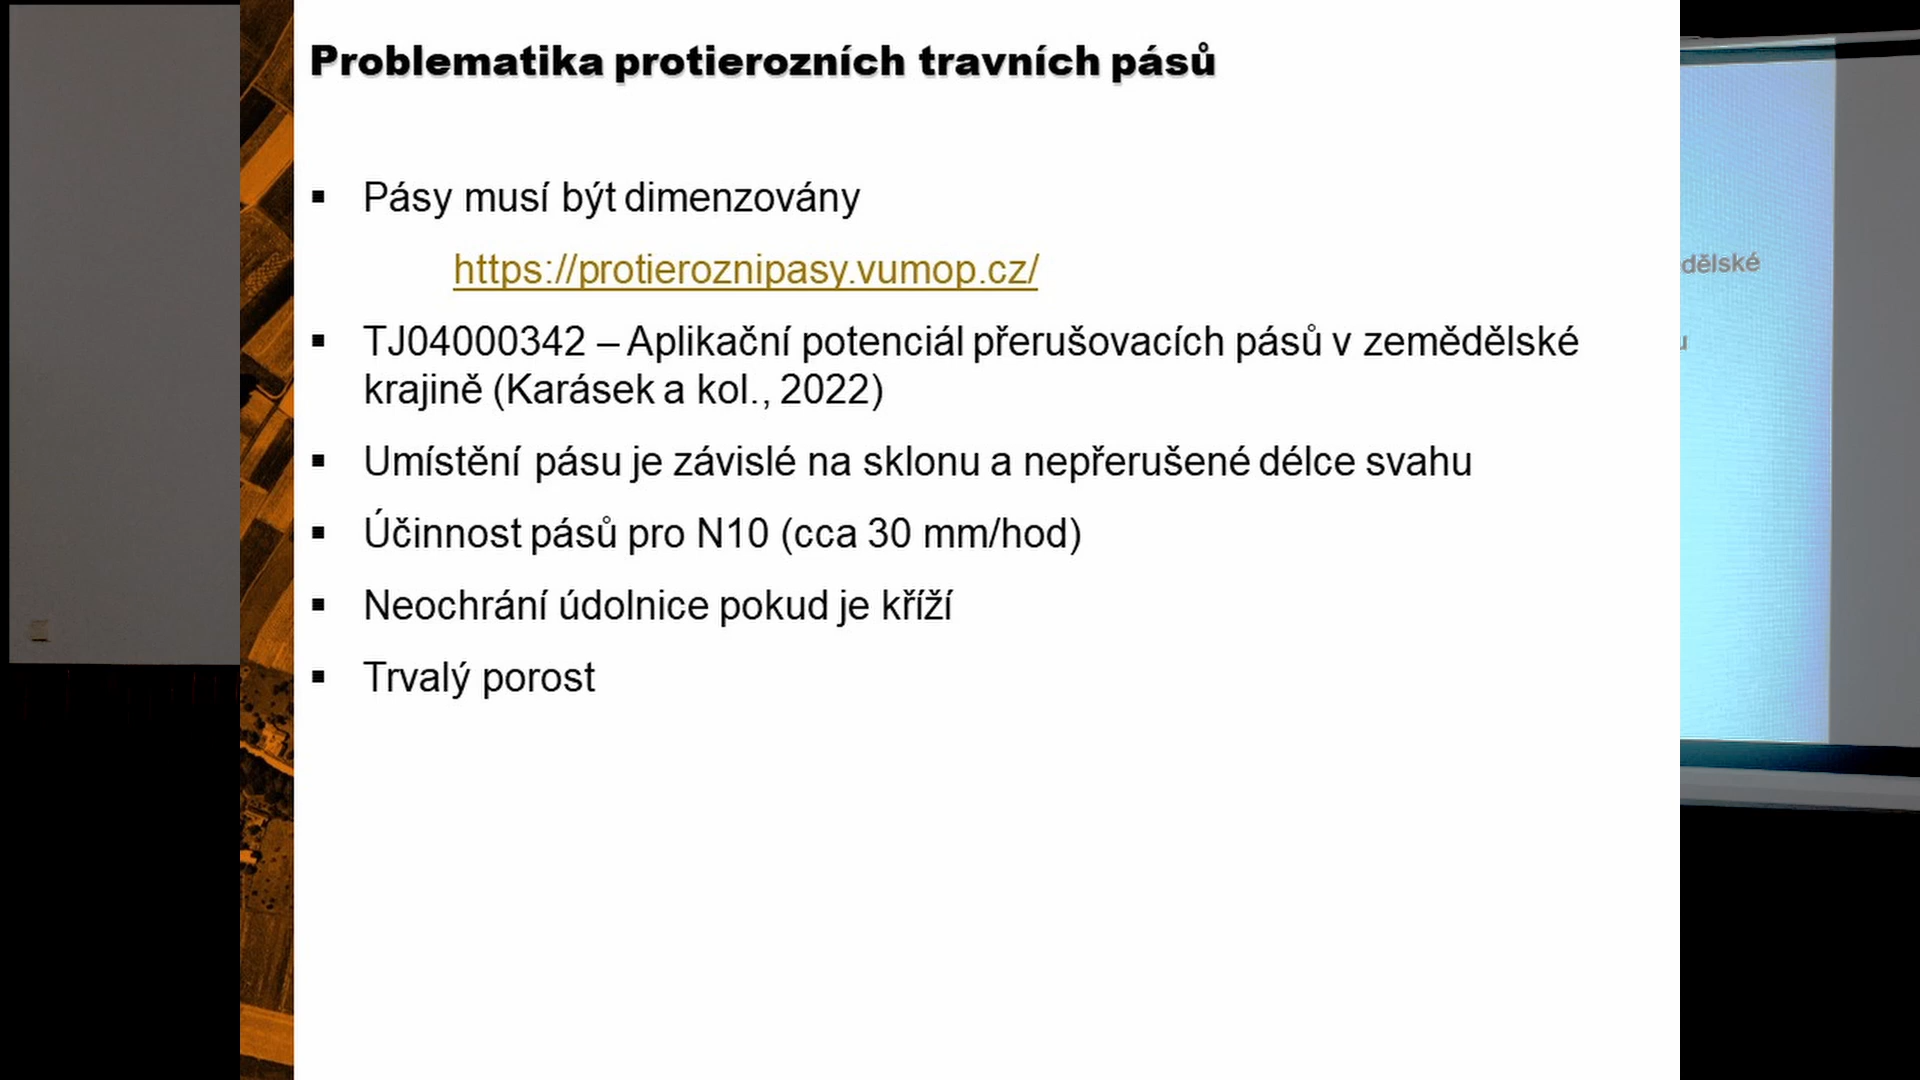 Problematika protierozních travních pásů
▪ Pásy musí být dimenzovány
https://protieroznipasy.vumop.cz/
▪ TJ04000342 – Aplikační potenciál přerušovacích pásů v zemědělské
krajině (Karásek a kol., 2022)
▪ Umístění pásu je závislé na sklonu a nepřerušené délce svahu
▪ Účinnost pásů pro N10 (cca 30 mm/hod)
▪ Neochrání údolnice pokud je kříží
▪ Trvalý porost
dělské
u